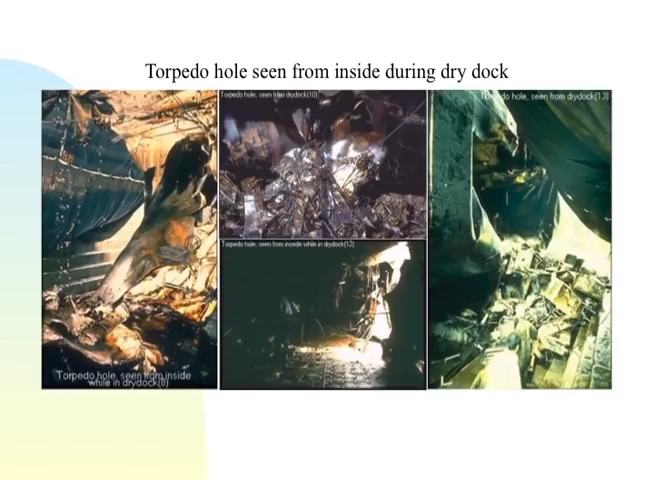 Torpedo hole seen from inside during dry dock
Torpedo hole, seen from drydock(10)
Torpedo hole, seen from drydock(13)
Torpedo hole, seen from inside while in drydock(12)
Torpedo hole, seen from inside
while in drydock(8)